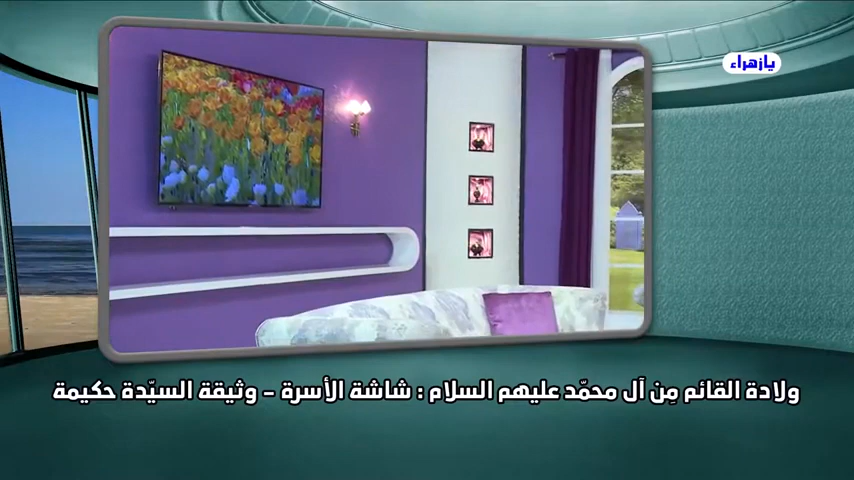 يازهراء
ولادة القائم مِن آل محمّد عليهم السلام : شاشة الأسرة – وثيقة السيّدة حكيمة